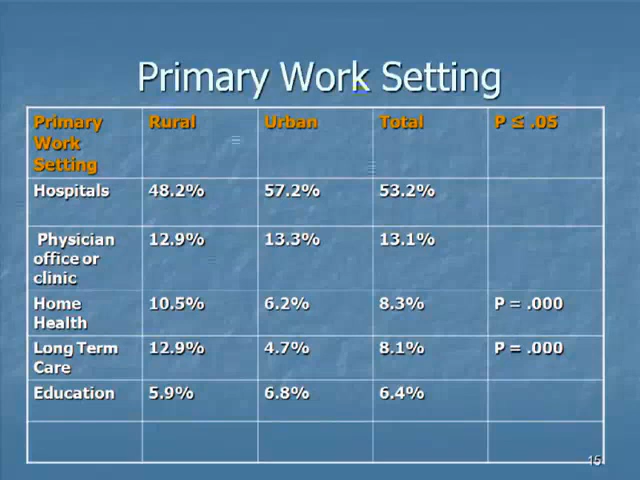 Primary Work Setting
Primary Work Setting Rural Urban Total P ≤ .05
Hospitals 48.2% 57.2% 53.2%
Physician office or clinic 12.9% 13.3% 13.1%
Home Health 10.5% 6.2% 8.3% P = .000
Long Term Care 12.9% 4.7% 8.1% P = .000
Education 5.9% 6.8% 6.4%
15